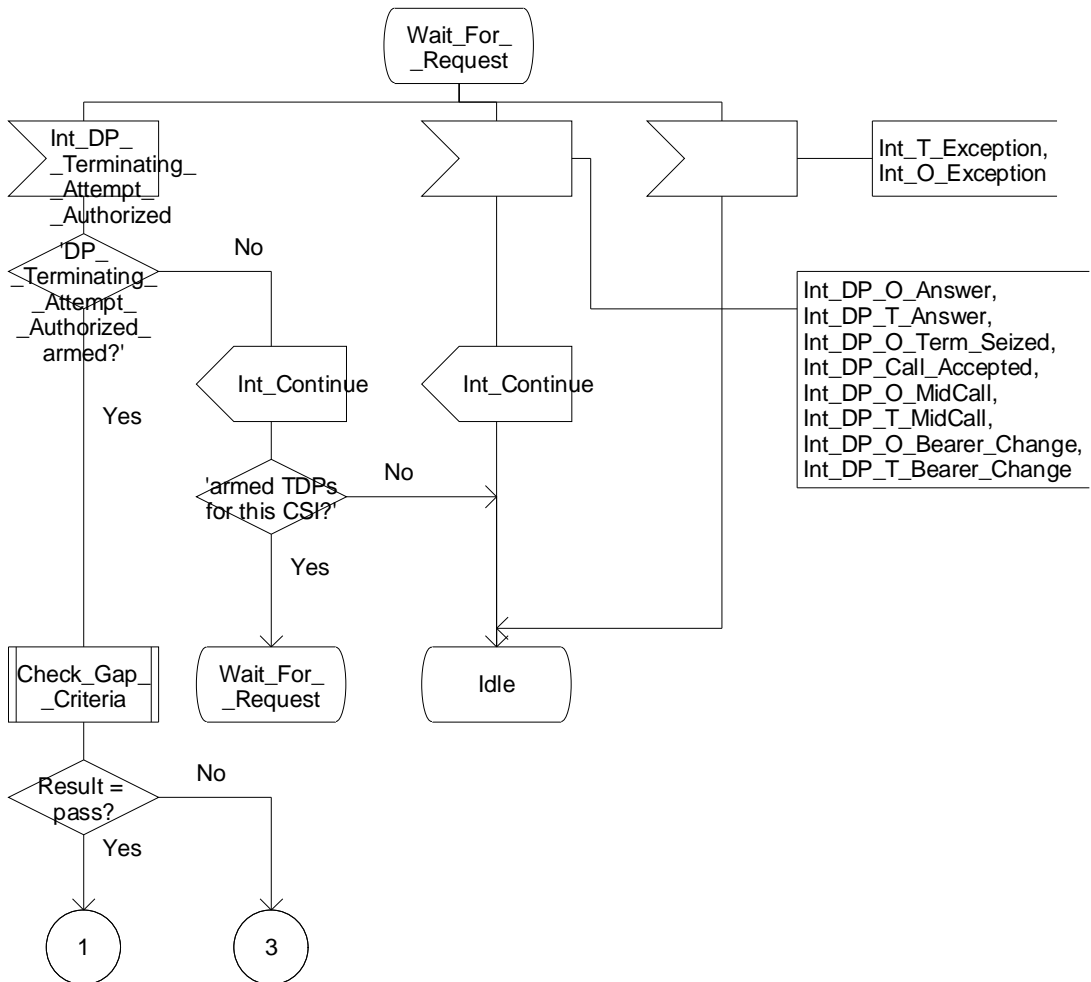 Wait_For_
_Request
Int_DP_
_Terminating_
_Attempt_
_Authorized
Int_T_Exception,
Int_O_Exception
'DP_
_Terminating_
_Attempt_
_Authorized_
armed?'
No
Yes
Int_DP_O_Answer,
Int_DP_T_Answer,
Int_DP_O_Term_Seized,
Int_DP_Call_Accepted,
Int_DP_O_MidCall,
Int_DP_T_MidCall,
Int_DP_O_Bearer_Change,
Int_DP_T_Bearer_Change
Int_Continue
Int_Continue
'armed TDPs
for this CSI?'
No
Yes
Check_Gap_
_Criteria
Wait_For_
_Request
Idle
Result =
pass?
No
Yes
1
3